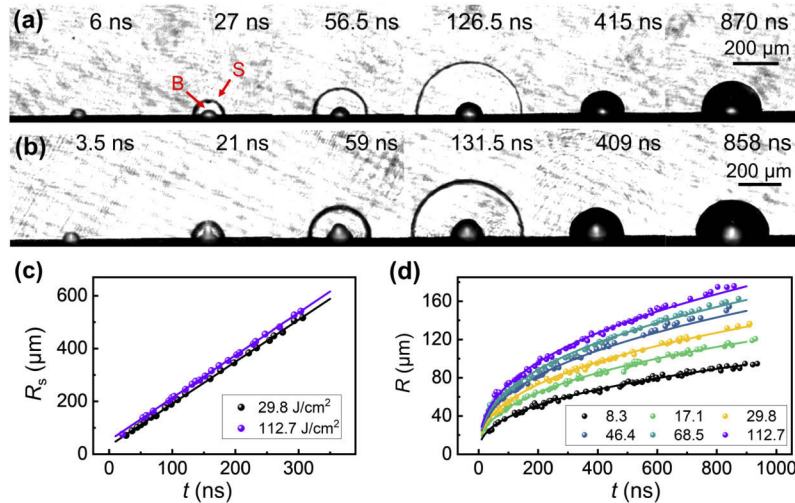 (a) 6 ns 27 ns 56.5 ns 126.5 ns 415 ns 870 ns
B S
200 μm
(b) 3.5 ns 21 ns 59 ns 131.5 ns 409 ns 858 ns
200 μm
(c)
600
400
200
0
Rs (μm)
29.8 J/cm²
112.7 J/cm²
0 100 200 300
t (ns)
(d)
160
120
80
40
0
R (μm)
8.3 17.1 29.8
46.4 68.5 112.7
0 200 400 600 800 1000
t (ns)